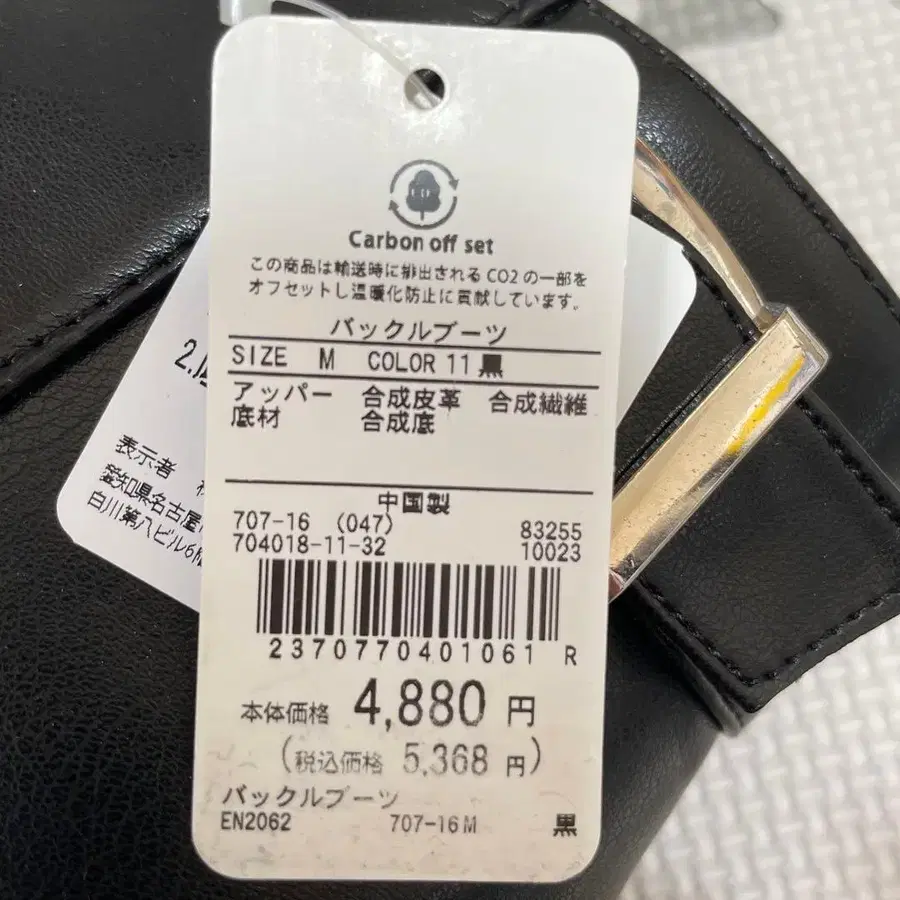 Carbon off set
この商品は輸送時に排出される CO2 の一部を
オフセットし温暖化防止に貢献しています。
バックルブーツ
SIZE M COLOR 11 黒
アッパー 合成皮革 合成繊維
底材 合成底
中国製
707-16 (047) 83255
704018-11-32 10023
2370770401061 R
本体価格 4,880 円
(税込価格 5,368 円)
バックルブーツ
EN2062 707-16 M 黒
表示者
愛知県名古屋
白川第八ビル6